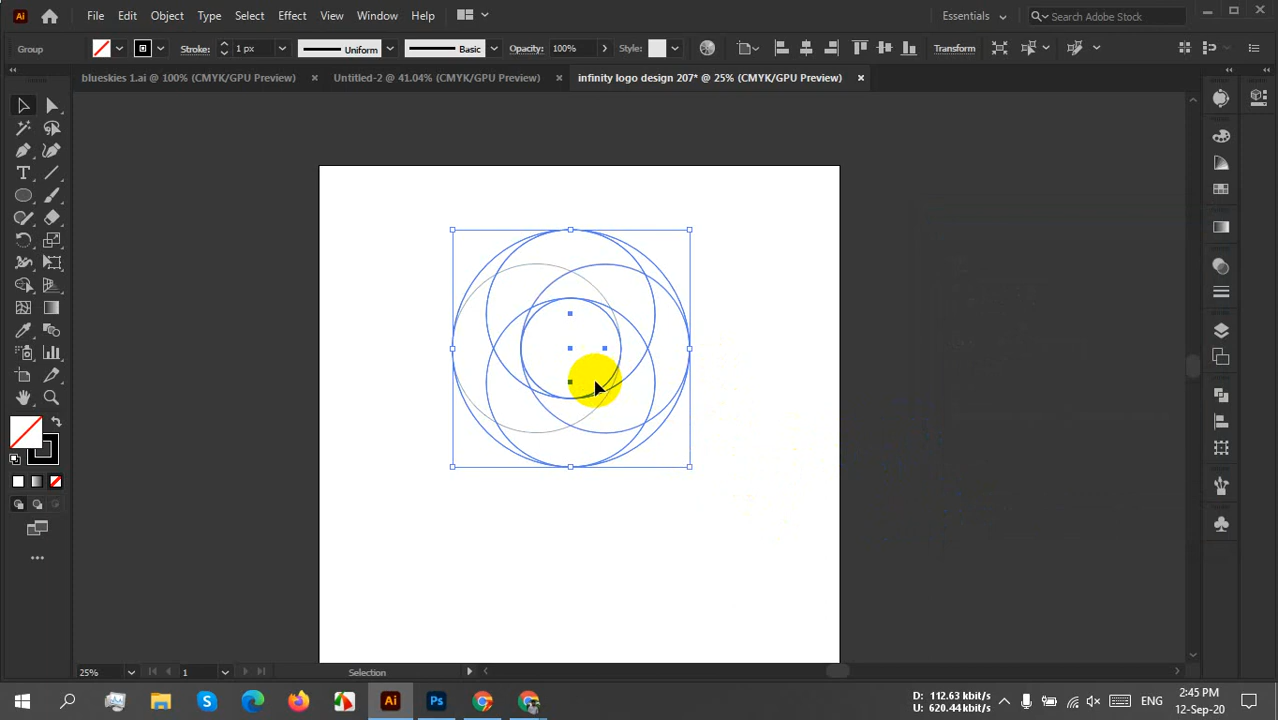 Ai File Edit Object Type Select Effect View Window Help Essentials Search Adobe Stock
Group Stroke: 1 px Uniform Basic Opacity: 100% Style: Transform
blueskies 1.ai @ 100% (CMYK/GPU Preview) Untitled-2 @ 41.04% (CMYK/GPU Preview) infinity logo design 207* @ 25% (CMYK/GPU Preview)
25% 1 Selection
Ai Ps D: 112.63 kbit/s ENG 2:45 PM
U: 620.44 kbit/s 12-Sep-20